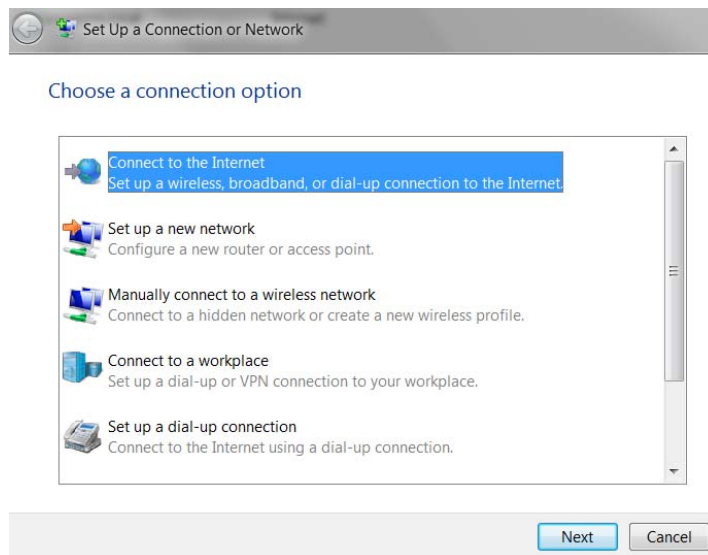 Set Up a Connection or Network
Choose a connection option
Connect to the Internet
Set up a wireless, broadband, or dial-up connection to the Internet.
Set up a new network
Configure a new router or access point.
Manually connect to a wireless network
Connect to a hidden network or create a new wireless profile.
Connect to a workplace
Set up a dial-up or VPN connection to your workplace.
Set up a dial-up connection
Connect to the Internet using a dial-up connection.
Next Cancel